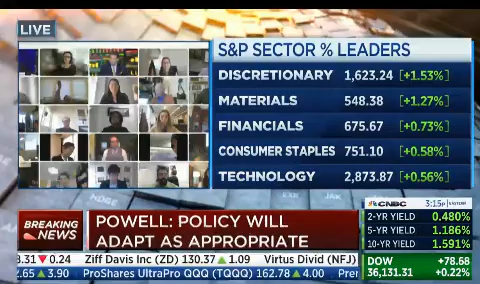 LIVE
S&P SECTOR % LEADERS
DISCRETIONARY 1,623.24 [+1.53%]
MATERIALS 548.38 [+1.27%]
FINANCIALS 675.67 [+0.73%]
CONSUMER STAPLES 751.10 [+0.58%]
TECHNOLOGY 2,873.87 [+0.56%]
BREAKING NEWS
POWELL: POLICY WILL
ADAPT AS APPROPRIATE
CNBC 3:15P
2-YR YIELD 0.480%
5-YR YIELD 1.186%
10-YR YIELD 1.591%
DOW +78.68
36,131.31 +0.22%
3.31 ▼ 0.24 Ziff Davis Inc (ZD) 130.37 ▲ 1.09 Virtus Divid (NFJ)
2.65 ▲ 3.90 ProShares UltraPro QQQ (TQQQ) 162.78 ▲ 4.00